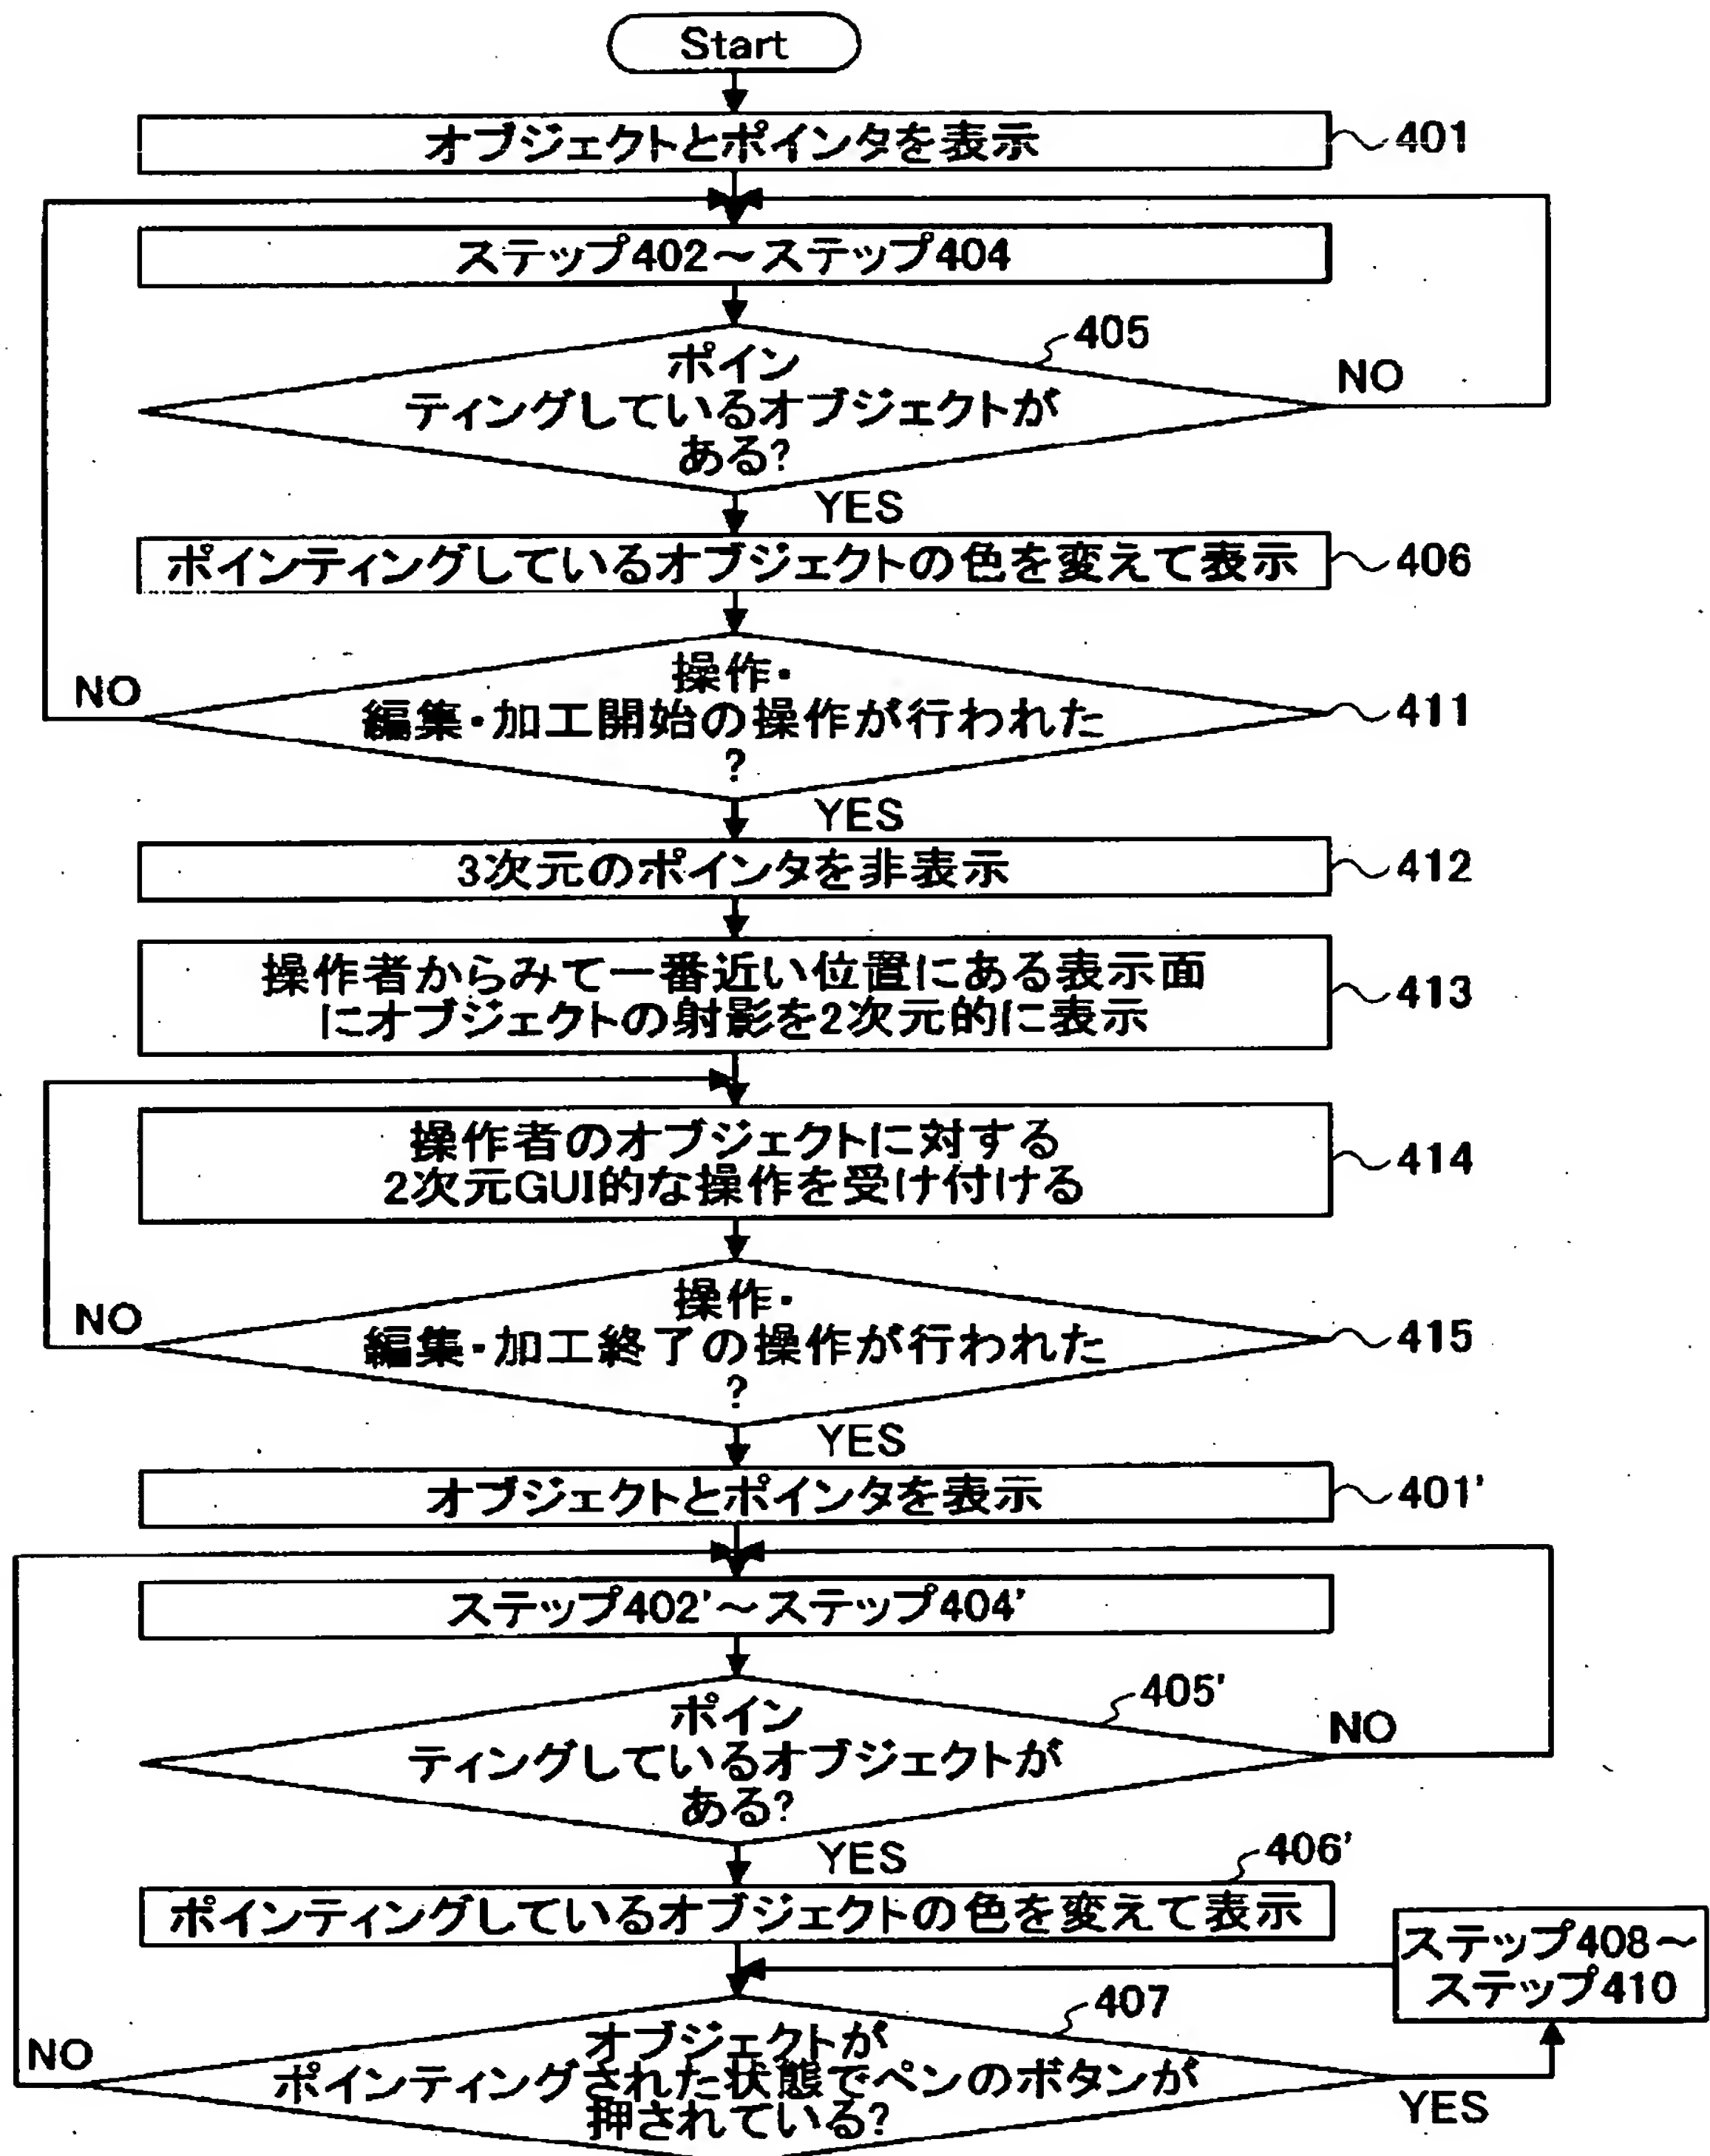 Start
オブジェクトとポインタを表示
401
ステップ402～ステップ404
405
ポイン
ティングしているオブジェクトが
ある?
NO
YES
ポインティングしているオブジェクトの色を変えて表示
406
操作・
編集・加工開始の操作が行われた
?
NO
411
YES
3次元のポインタを非表示
412
操作者からみて一番近い位置にある表示面
にオブジェクトの射影を2次元的に表示
413
操作者のオブジェクトに対する
2次元GUI的な操作を受け付ける
414
操作・
編集・加工終了の操作が行われた
?
NO
415
YES
オブジェクトとポインタを表示
401'
ステップ402'～ステップ404'
405'
ポイン
ティングしているオブジェクトが
ある?
NO
YES
406'
ポインティングしているオブジェクトの色を変えて表示
ステップ408～
ステップ410
407
オブジェクトが
ポインティングされた状態でペンのボタンが
押されている?
NO
YES